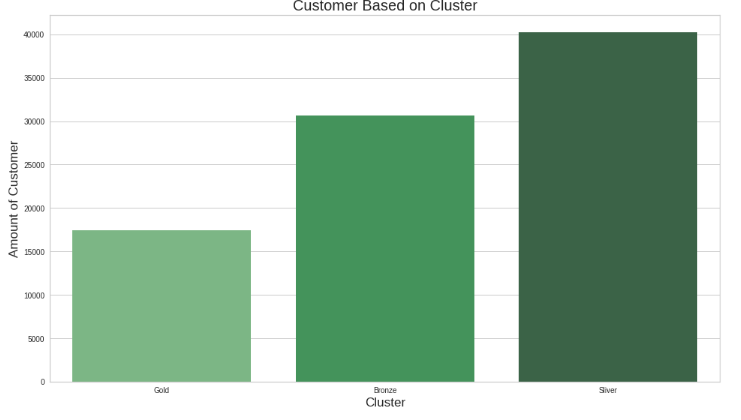 Customer Based on Cluster
Amount of Customer
40000
35000
30000
25000
20000
15000
10000
5000
0
Gold Bronze Sliver
Cluster